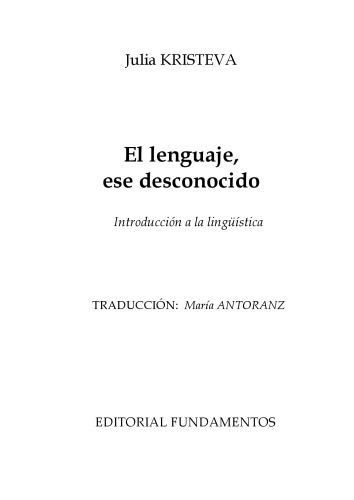 Julia KRISTEVA
El lenguaje,
ese desconocido
Introducción a la lingüística
TRADUCCIÓN: María ANTORANZ
EDITORIAL FUNDAMENTOS